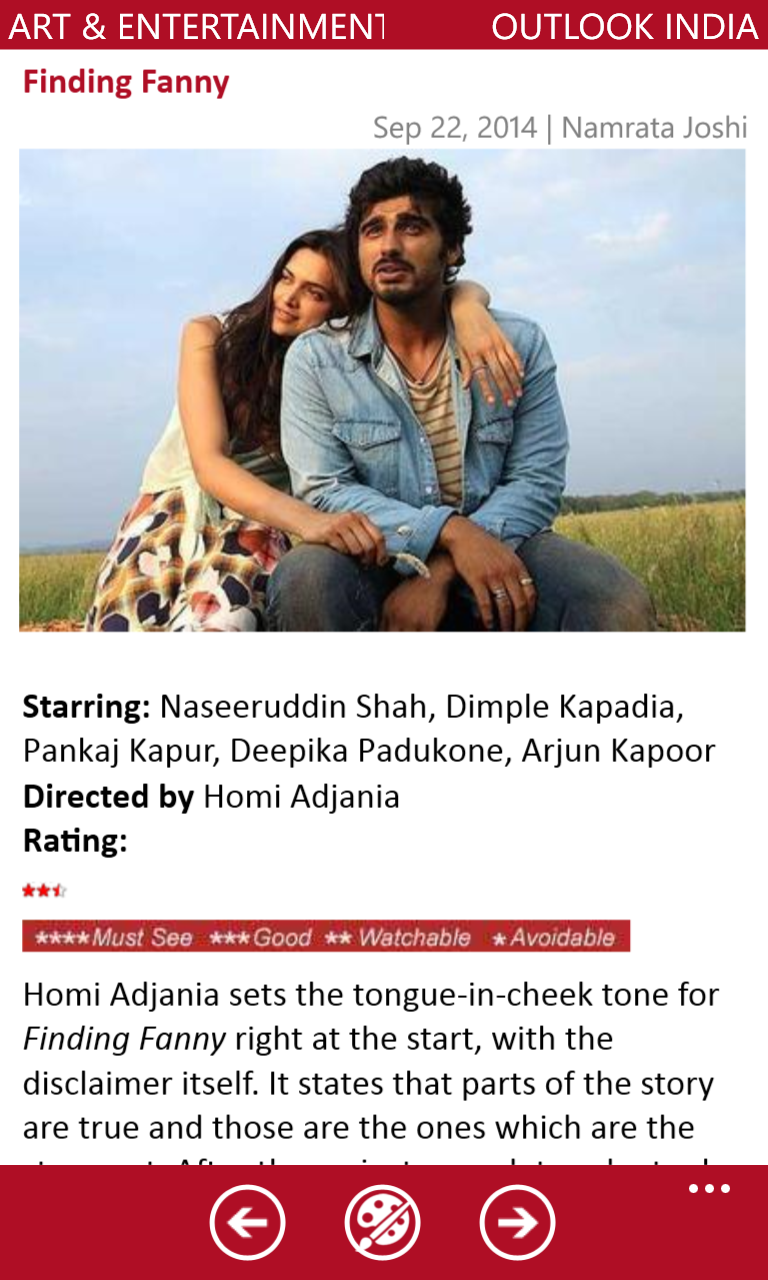 ART & ENTERTAINMENT
OUTLOOK INDIA
Finding Fanny
Sep 22, 2014 | Namrata Joshi
Starring: Naseeruddin Shah, Dimple Kapadia,
Pankaj Kapur, Deepika Padukone, Arjun Kapoor
Directed by Homi Adjania
Rating:
****Must See ***Good ** Watchable *Avoidable
Homi Adjania sets the tongue-in-cheek tone for
Finding Fanny right at the start, with the
disclaimer itself. It states that parts of the story
are true and those are the ones which are the